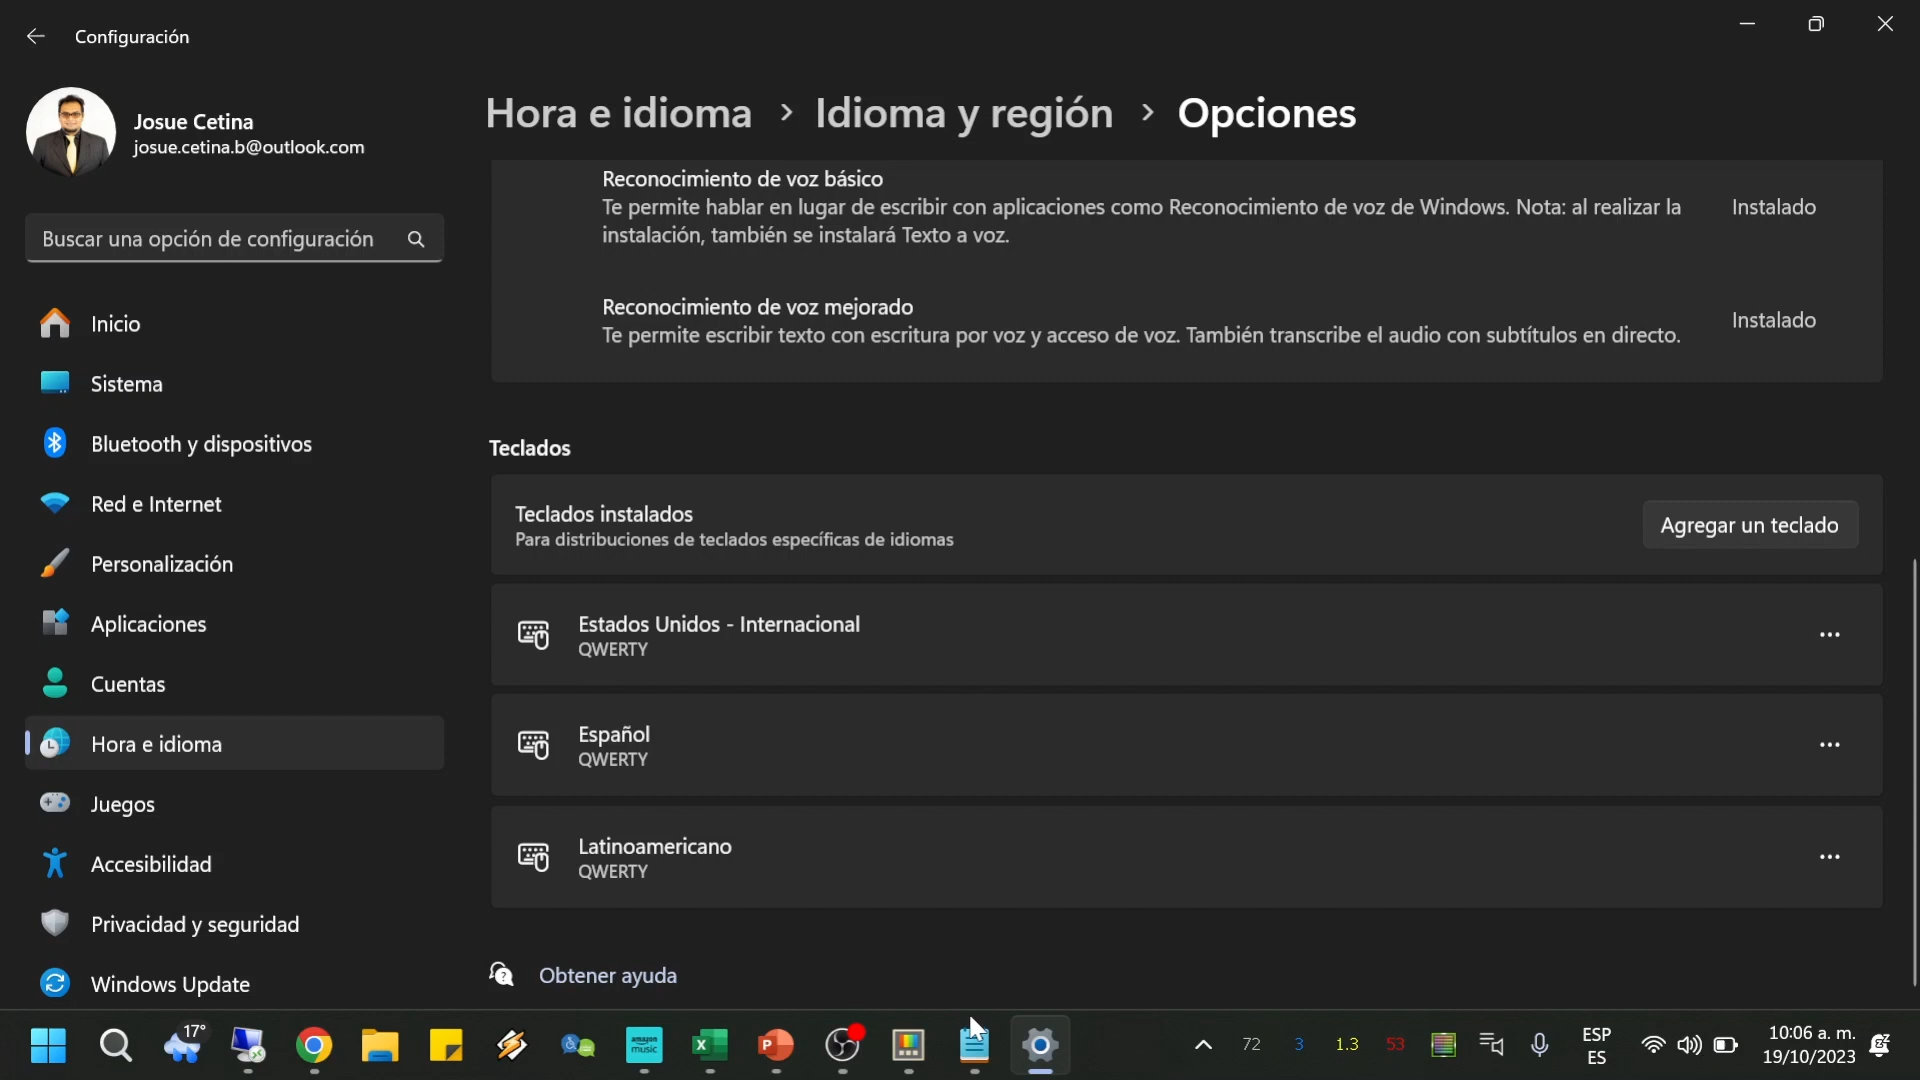 Configuración
Josue Cetina
josue.cetina.b@outlook.com
Buscar una opción de configuración
Inicio
Sistema
Bluetooth y dispositivos
Red e Internet
Personalización
Aplicaciones
Cuentas
Hora e idioma
Juegos
Accesibilidad
Privacidad y seguridad
Windows Update
Hora e idioma › Idioma y región › Opciones
Reconocimiento de voz básico
Te permite hablar en lugar de escribir con aplicaciones como Reconocimiento de voz de Windows. Nota: al realizar la
instalación, también se instalará Texto a voz.
Instalado
Reconocimiento de voz mejorado
Te permite escribir texto con escritura por voz y acceso de voz. También transcribe el audio con subtítulos en directo.
Instalado
Teclados
Teclados instalados
Para distribuciones de teclados específicas de idiomas
Agregar un teclado
Estados Unidos - Internacional
QWERTY
Español
QWERTY
Latinoamericano
QWERTY
Obtener ayuda
17°
amazon
music
72
3
1.3
53
ESP
ES
10:06 a. m.
19/10/2023